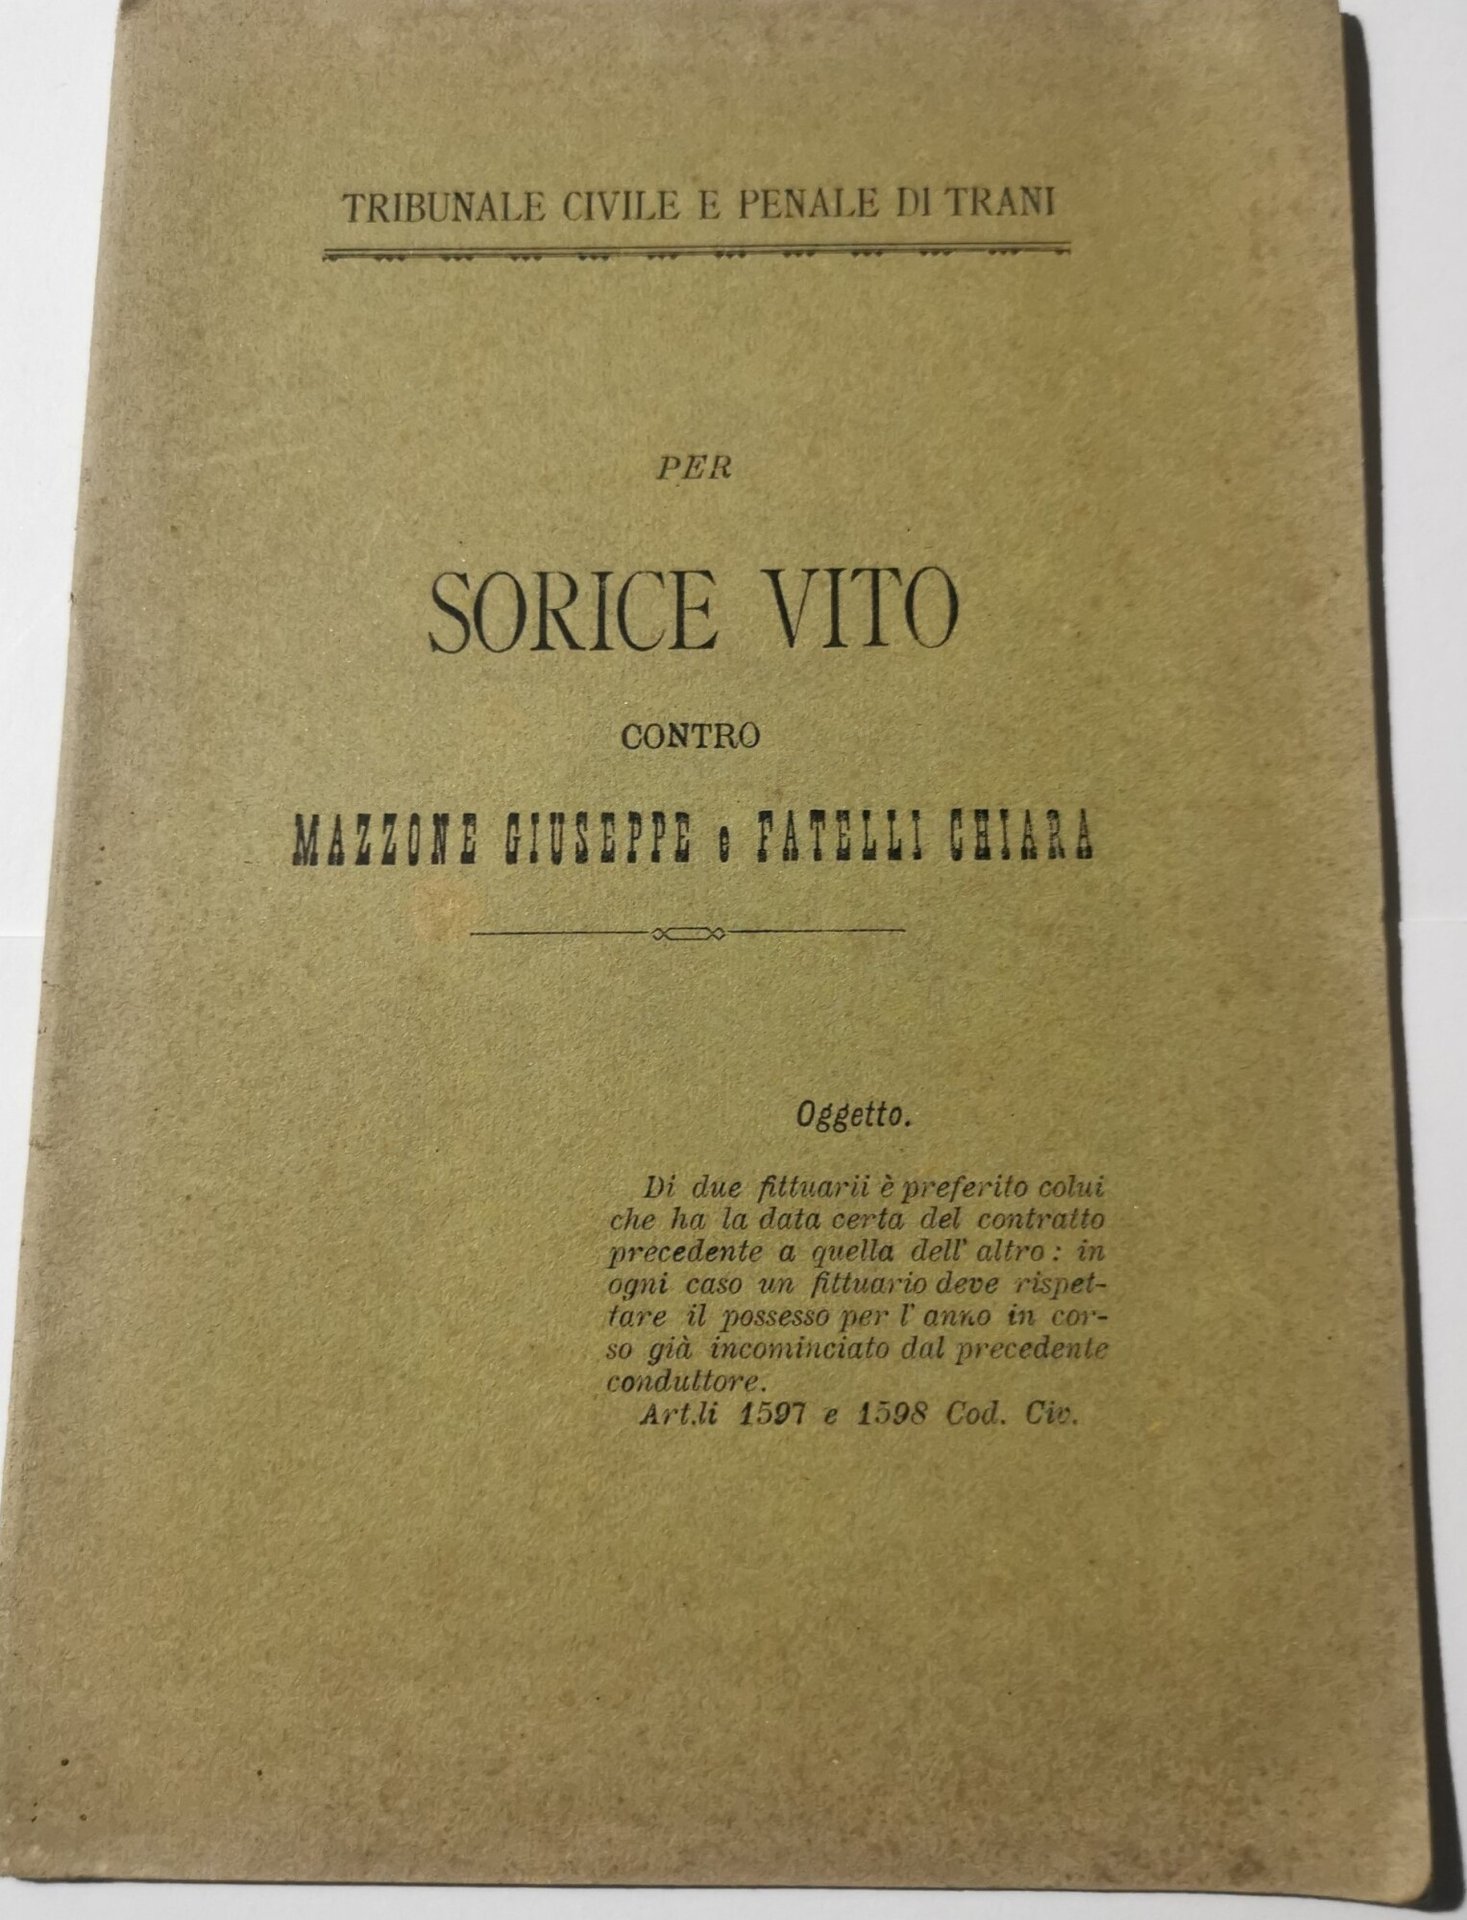 TRIBUNALE CIVILE E PENALE DI TRANI
PER
SORICE VITO
CONTRO
MAZZONE GIUSEPPE e FATELLI CHIARA
Oggetto.
Di due fittuarii è preferito colui
che ha la data certa del contratto
precedente a quella dell' altro : in
ogni caso un fittuario deve rispet-
tare il possesso per l' anno in cor-
so già incominciato dal precedente
conduttore.
Art.li 1597 e 1598 Cod. Civ.